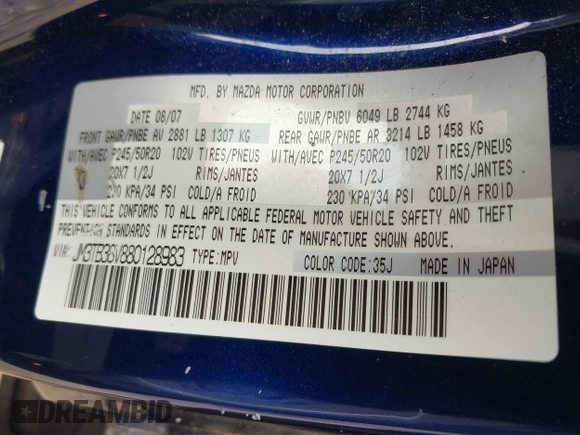 MFD. BY MAZDA MOTOR CORPORATION
DATE 08/07 GVWR/PNBV 6049 LB 2744 KG
FRONT GAWR/PNBE AV 2881 LB 1307 KG REAR GAWR/PNBE AR 3214 LB 1458 KG
WITH/AVEC P245/50R20 102V TIRES/PNEUS WITH/AVEC P245/50R20 102V TIRES/PNEUS
20X7 1/2J RIMS/JANTES 20X7 1/2J RIMS/JANTES
230 KPA/34 PSI COLD/A FROID 230 KPA/34 PSI COLD/A FROID
THIS VEHICLE CONFORMS TO ALL APPLICABLE FEDERAL MOTOR VEHICLE SAFETY AND THEFT
PREVENTION STANDARDS IN EFFECT ON THE DATE OF MANUFACTURE SHOWN ABOVE.
VIN: JM3TB38V880128983 TYPE:MPV COLOR CODE:35J MADE IN JAPAN
DREAMBID